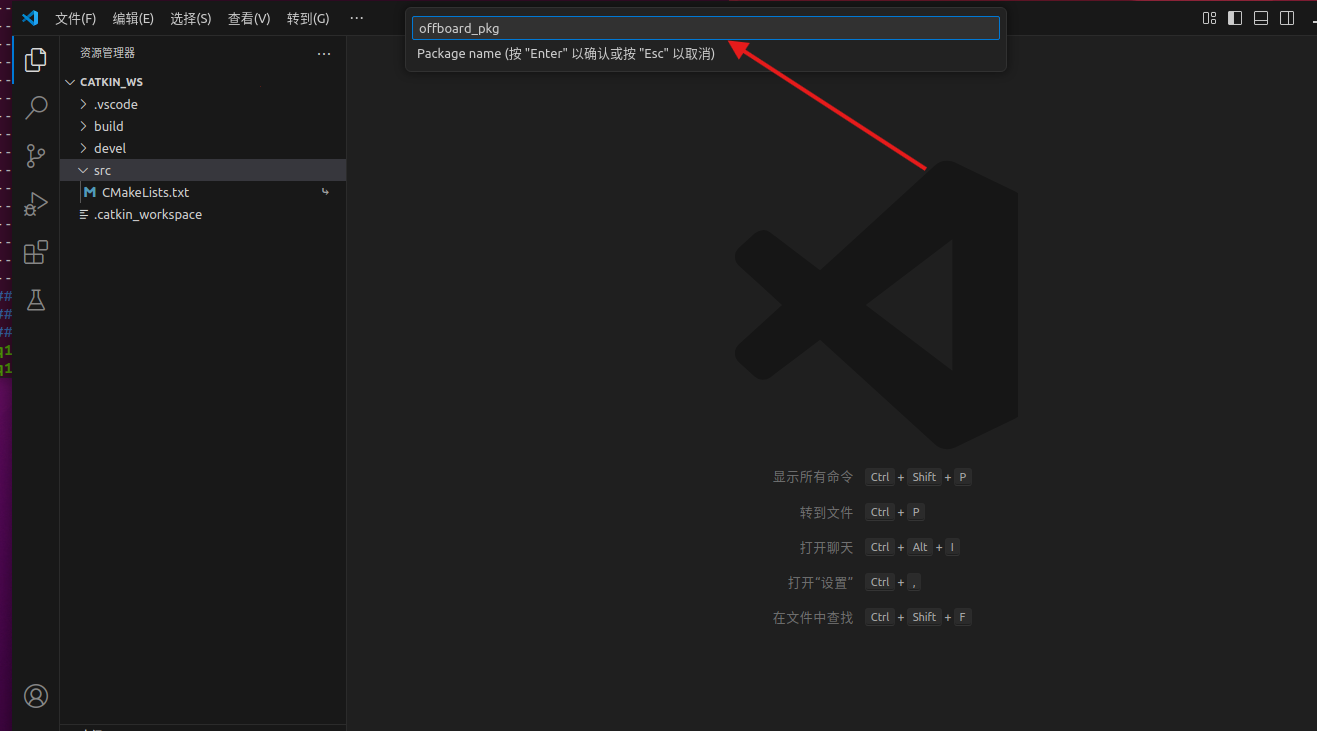 文件(F) 编辑(E) 选择(S) 查看(V) 转到(G) ···
offboard_pkg
Package name (按 "Enter" 以确认或按 "Esc" 以取消)
资源管理器 ···
CATKIN_WS
.vscode
build
devel
src
CMakeLists.txt
.catkin_workspace
##
##
##
q1
q1
显示所有命令 Ctrl + Shift + P
转到文件 Ctrl + P
打开聊天 Ctrl + Alt + I
打开“设置” Ctrl + ,
在文件中查找 Ctrl + Shift + F